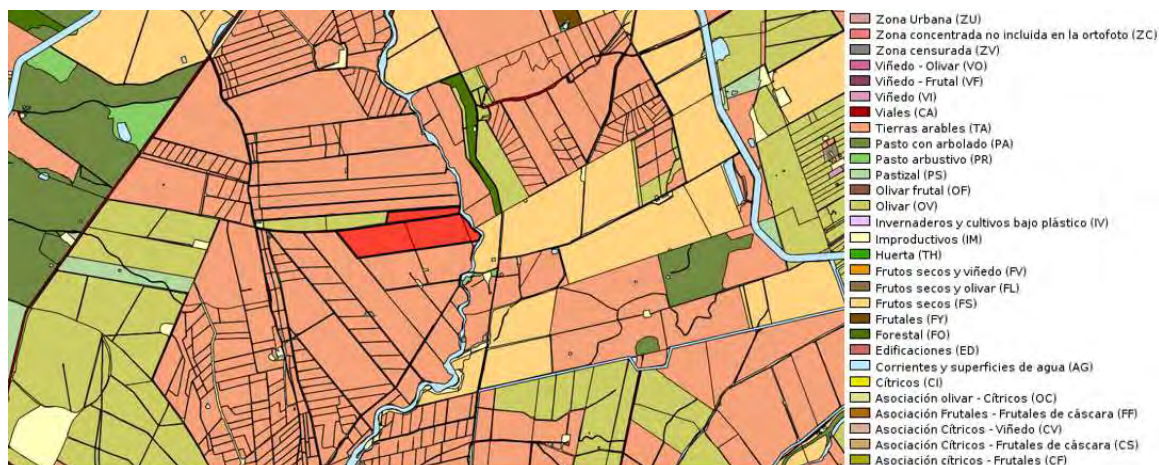 Zona Urbana (ZU)
Zona concentrada no incluida en la ortofoto (ZC)
Zona censurada (ZV)
Viñedo - Olivar (VO)
Viñedo - Frutal (VF)
Viñedo (VI)
Viales (CA)
Tierras arables (TA)
Pasto con arbolado (PA)
Pasto arbustivo (PR)
Pastizal (PS)
Olivar frutal (OF)
Olivar (OV)
Invernaderos y cultivos bajo plástico (IV)
Improductivos (IM)
Huerta (TH)
Frutos secos y viñedo (FV)
Frutos secos y olivar (FL)
Frutos secos (FS)
Frutales (FY)
Forestal (FO)
Edificaciones (ED)
Corrientes y superficies de agua (AG)
Cítricos (CI)
Asociación olivar - Cítricos (OC)
Asociación Frutales - Frutales de cáscara (FF)
Asociación Cítricos - Viñedo (CV)
Asociación Cítricos - Frutales de cáscara (CS)
Asociación cítricos - Frutales (CF)